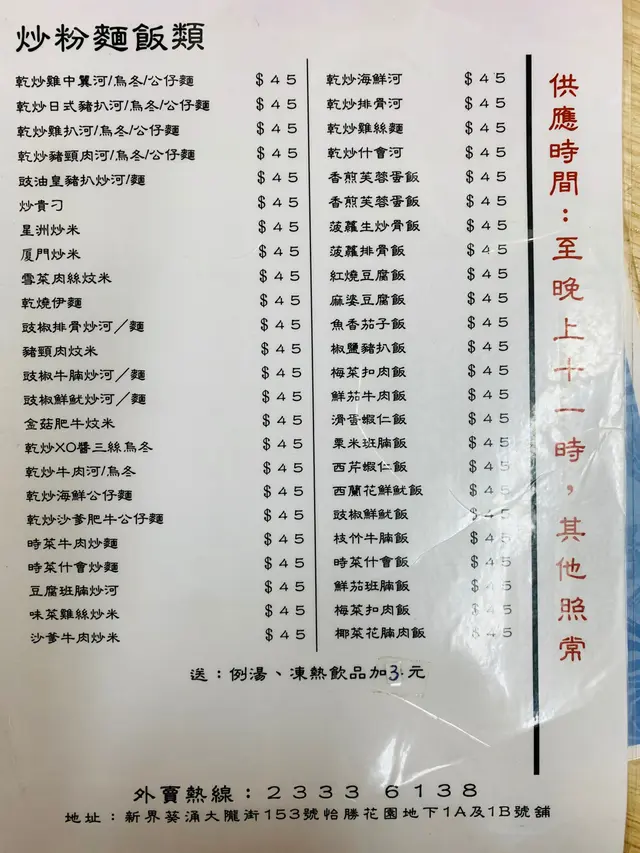 炒粉麵飯類
乾炒雞中翼河/烏冬/公仔麵 $45
乾炒日式豬扒河/烏冬/公仔麵 $45
乾炒雞扒河/烏冬/公仔麵 $45
乾炒豬頸肉河/烏冬/公仔麵 $45
豉油皇豬扒炒河/麵 $45
炒貴刁 $45
星洲炒米 $45
厦門炒米 $45
雪菜肉絲炆米 $45
乾燒伊麵 $45
豉椒排骨炒河/麵 $45
豬頸肉炆米 $45
豉椒牛腩炒河/麵 $45
豉椒鮮魷炒河/麵 $45
金菇肥牛炆米 $45
乾炒XO醬三絲烏冬 $45
乾炒牛肉河/烏冬 $45
乾炒海鮮公仔麵 $45
乾炒沙爹肥牛公仔麵 $45
時菜牛肉炒麵 $45
時菜什會炒麵 $45
豆腐班腩炒河 $45
味菜雞絲炒米 $45
沙爹牛肉炒米 $45
乾炒海鮮河 $45
乾炒排骨河 $45
乾炒雞絲麵 $45
乾炒什會河 $45
香煎芙蓉蛋飯 $45
香煎芙蓉蛋飯 $45
菠蘿生炒骨飯 $45
菠蘿排骨飯 $45
紅燒豆腐飯 $45
麻婆豆腐飯 $45
魚香茄子飯 $45
椒鹽豬扒飯 $45
梅菜扣肉飯 $45
鮮茄牛肉飯 $45
滑蛋蝦仁飯 $45
粟米班腩飯 $45
西芹蝦仁飯 $45
西蘭花鮮魷飯 $45
豉椒鮮魷飯 $45
枝竹牛腩飯 $45
時菜什會飯 $45
鮮茄班腩飯 $45
梅菜扣肉飯 $45
椰菜花腩肉飯 $45
供應時間：至晚上十一時，其他照常
送：例湯、凍熱飲品加3元
外賣熱線：2333 6138
地址：新界葵涌大隴街153號怡勝花園地下1A及1B號舖